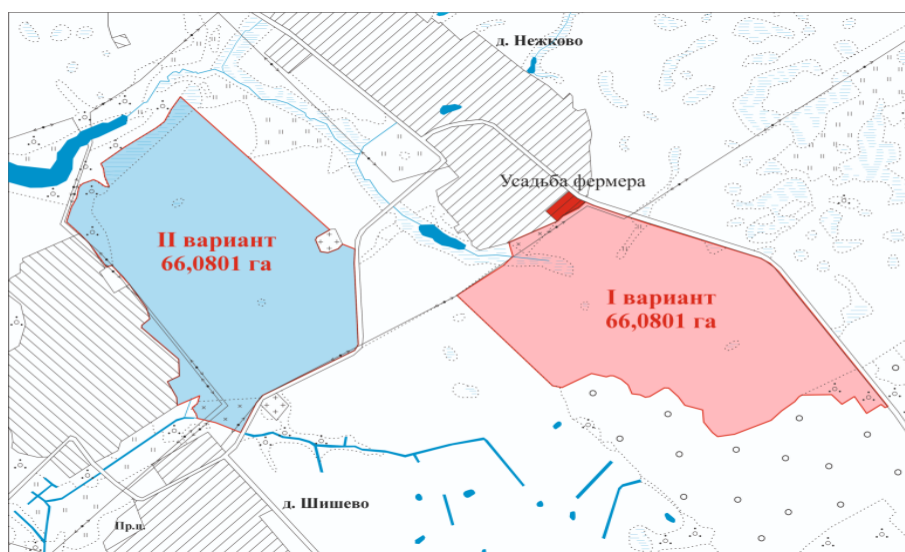 д. Нежково
Усадьба фермера
II вариант
66,0801 га
I вариант
66,0801 га
д. Шишево
Пр.п.